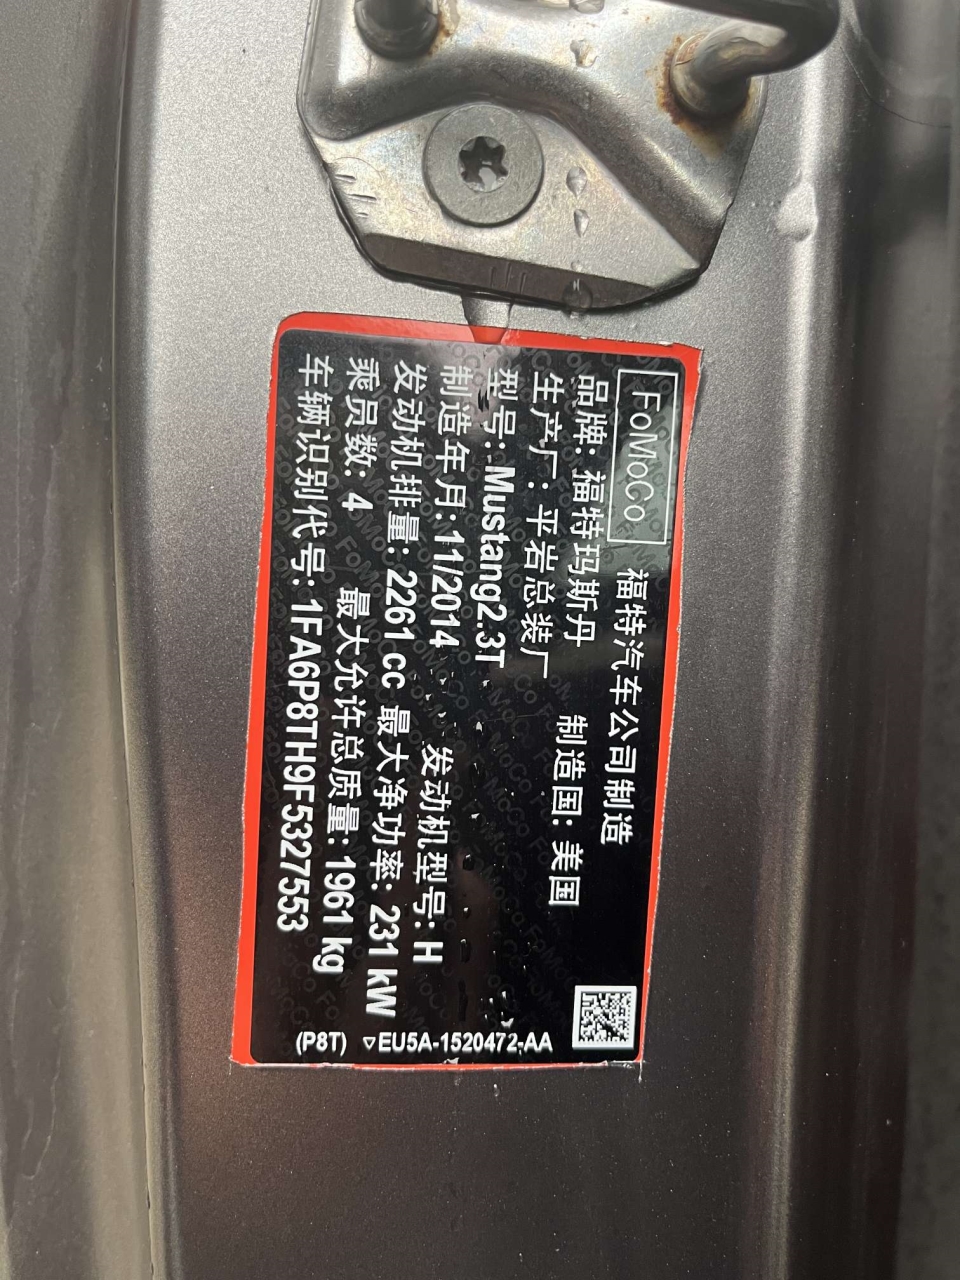 FoMoCo
福特汽车公司制造
品牌: 福特玛斯丹
生产厂: 平岩总装厂 制造国: 美国
型号: Mustang2.3T
制造年月:11/2014 发动机型号: H
发动机排量: 2261 cc 最大净功率: 231 kW
乘员数: 4 最大允许总质量: 1961 kg
车辆识别代号: 1FA6P8TH9F5327553
(P8T) ▽EU5A-1520472-AA